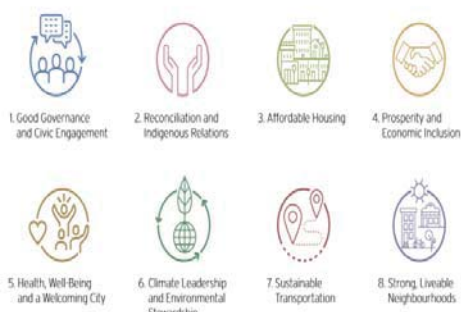 1. Good Governance
and Civic Engagement
2. Reconciliation and
Indigenous Relations
3. Affordable Housing
4. Prosperity and
Economic Inclusion
5. Health, Well-Being
and a Welcoming City
6. Climate Leadership
and Environmental
Stewardship
7. Sustainable
Transportation
8. Strong, Liveable
Neighbourhoods